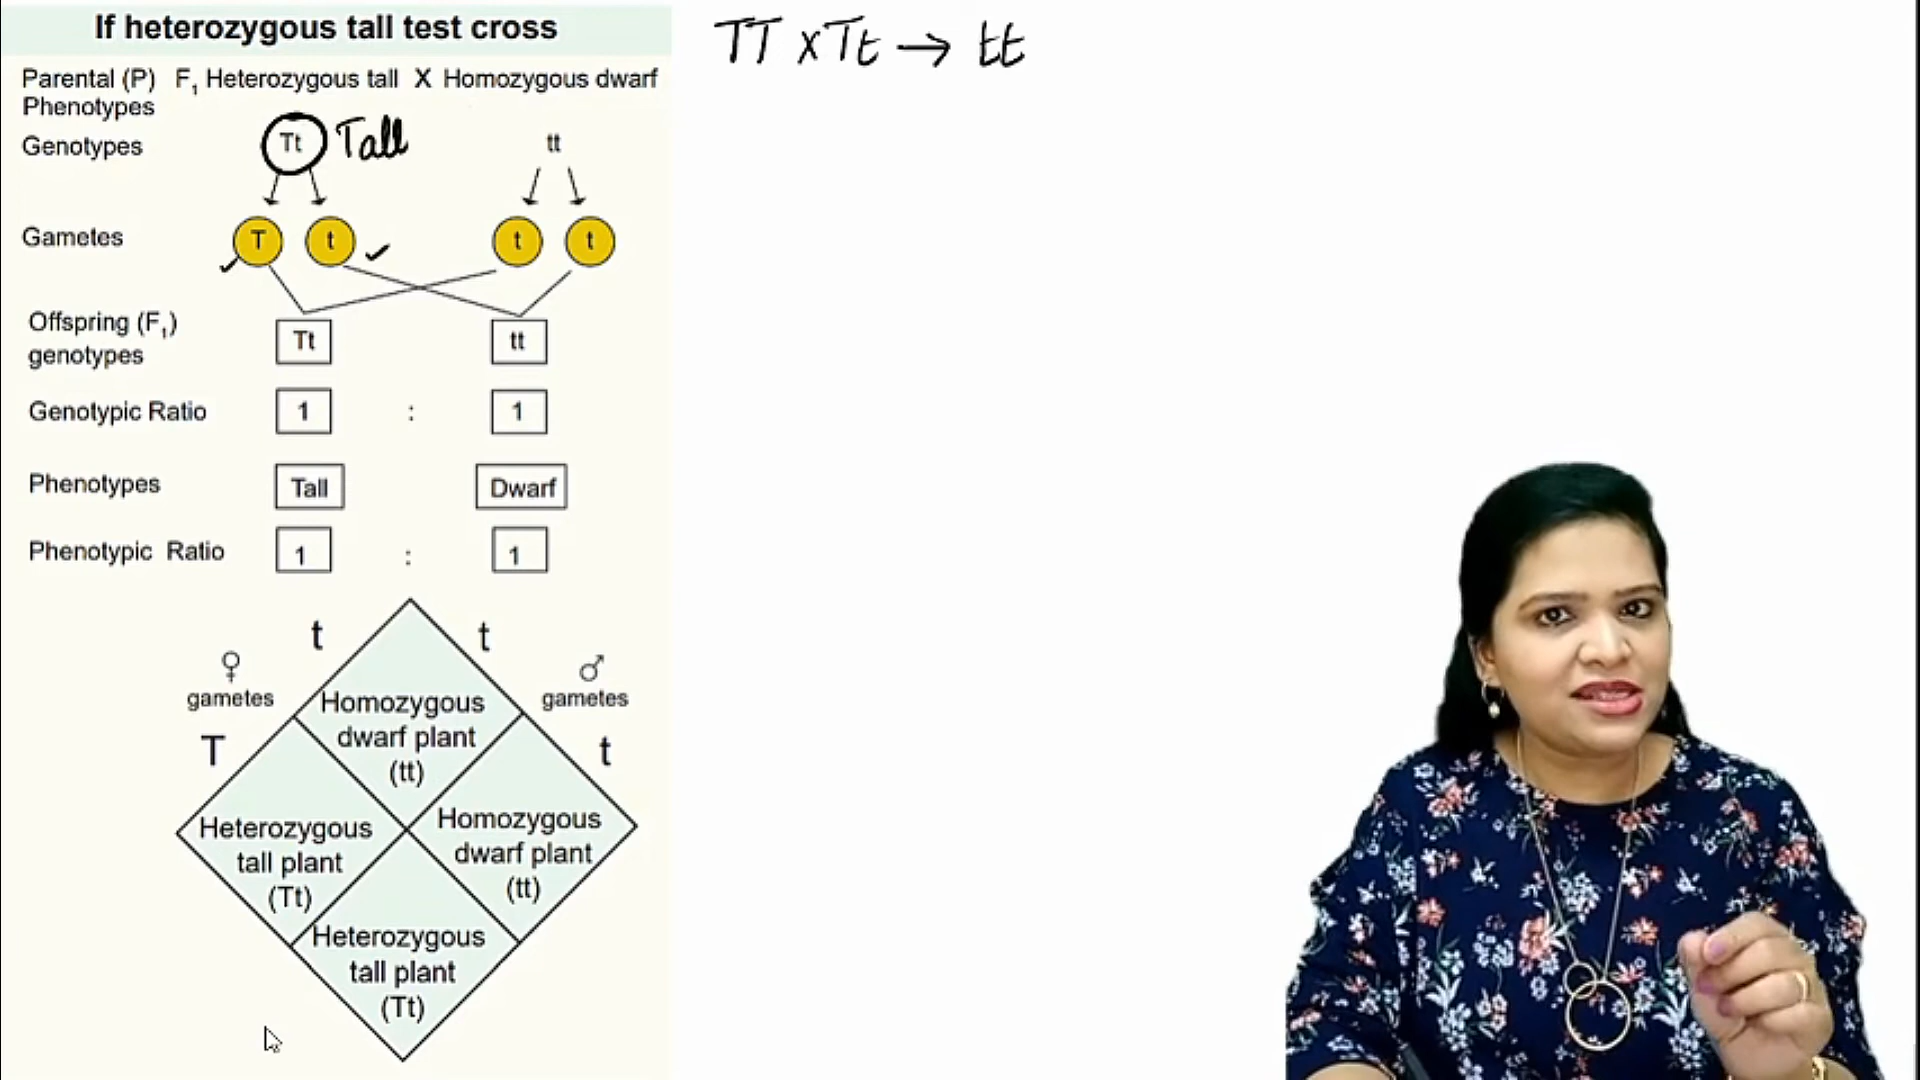 If heterozygous tall test cross
TT x Tt → tt
Parental (P) F1 Heterozygous tall X Homozygous dwarf
Phenotypes
Genotypes Tt Tall tt
Gametes T t t t
Offspring (F1)
genotypes Tt tt
Genotypic Ratio 1 : 1
Phenotypes Tall Dwarf
Phenotypic Ratio 1 : 1
t t
♀ ♂
gametes gametes
T t
Homozygous
dwarf plant
(tt)
Heterozygous
tall plant
(Tt)
Homozygous
dwarf plant
(tt)
Heterozygous
tall plant
(Tt)